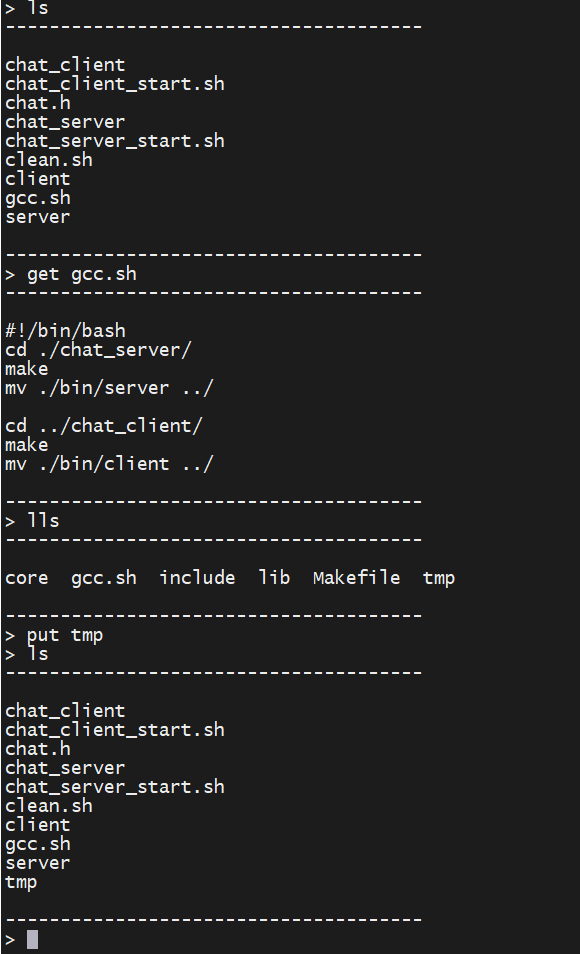 > ls
--------------------------------------
chat_client
chat_client_start.sh
chat.h
chat_server
chat_server_start.sh
clean.sh
client
gcc.sh
server
--------------------------------------
> get gcc.sh
--------------------------------------
#!/bin/bash
cd ./chat_server/
make
mv ./bin/server ../
cd ../chat_client/
make
mv ./bin/client ../
--------------------------------------
> lls
--------------------------------------
core  gcc.sh  include  lib  Makefile  tmp
--------------------------------------
> put tmp
> ls
--------------------------------------
chat_client
chat_client_start.sh
chat.h
chat_server
chat_server_start.sh
clean.sh
client
gcc.sh
server
tmp
--------------------------------------
>